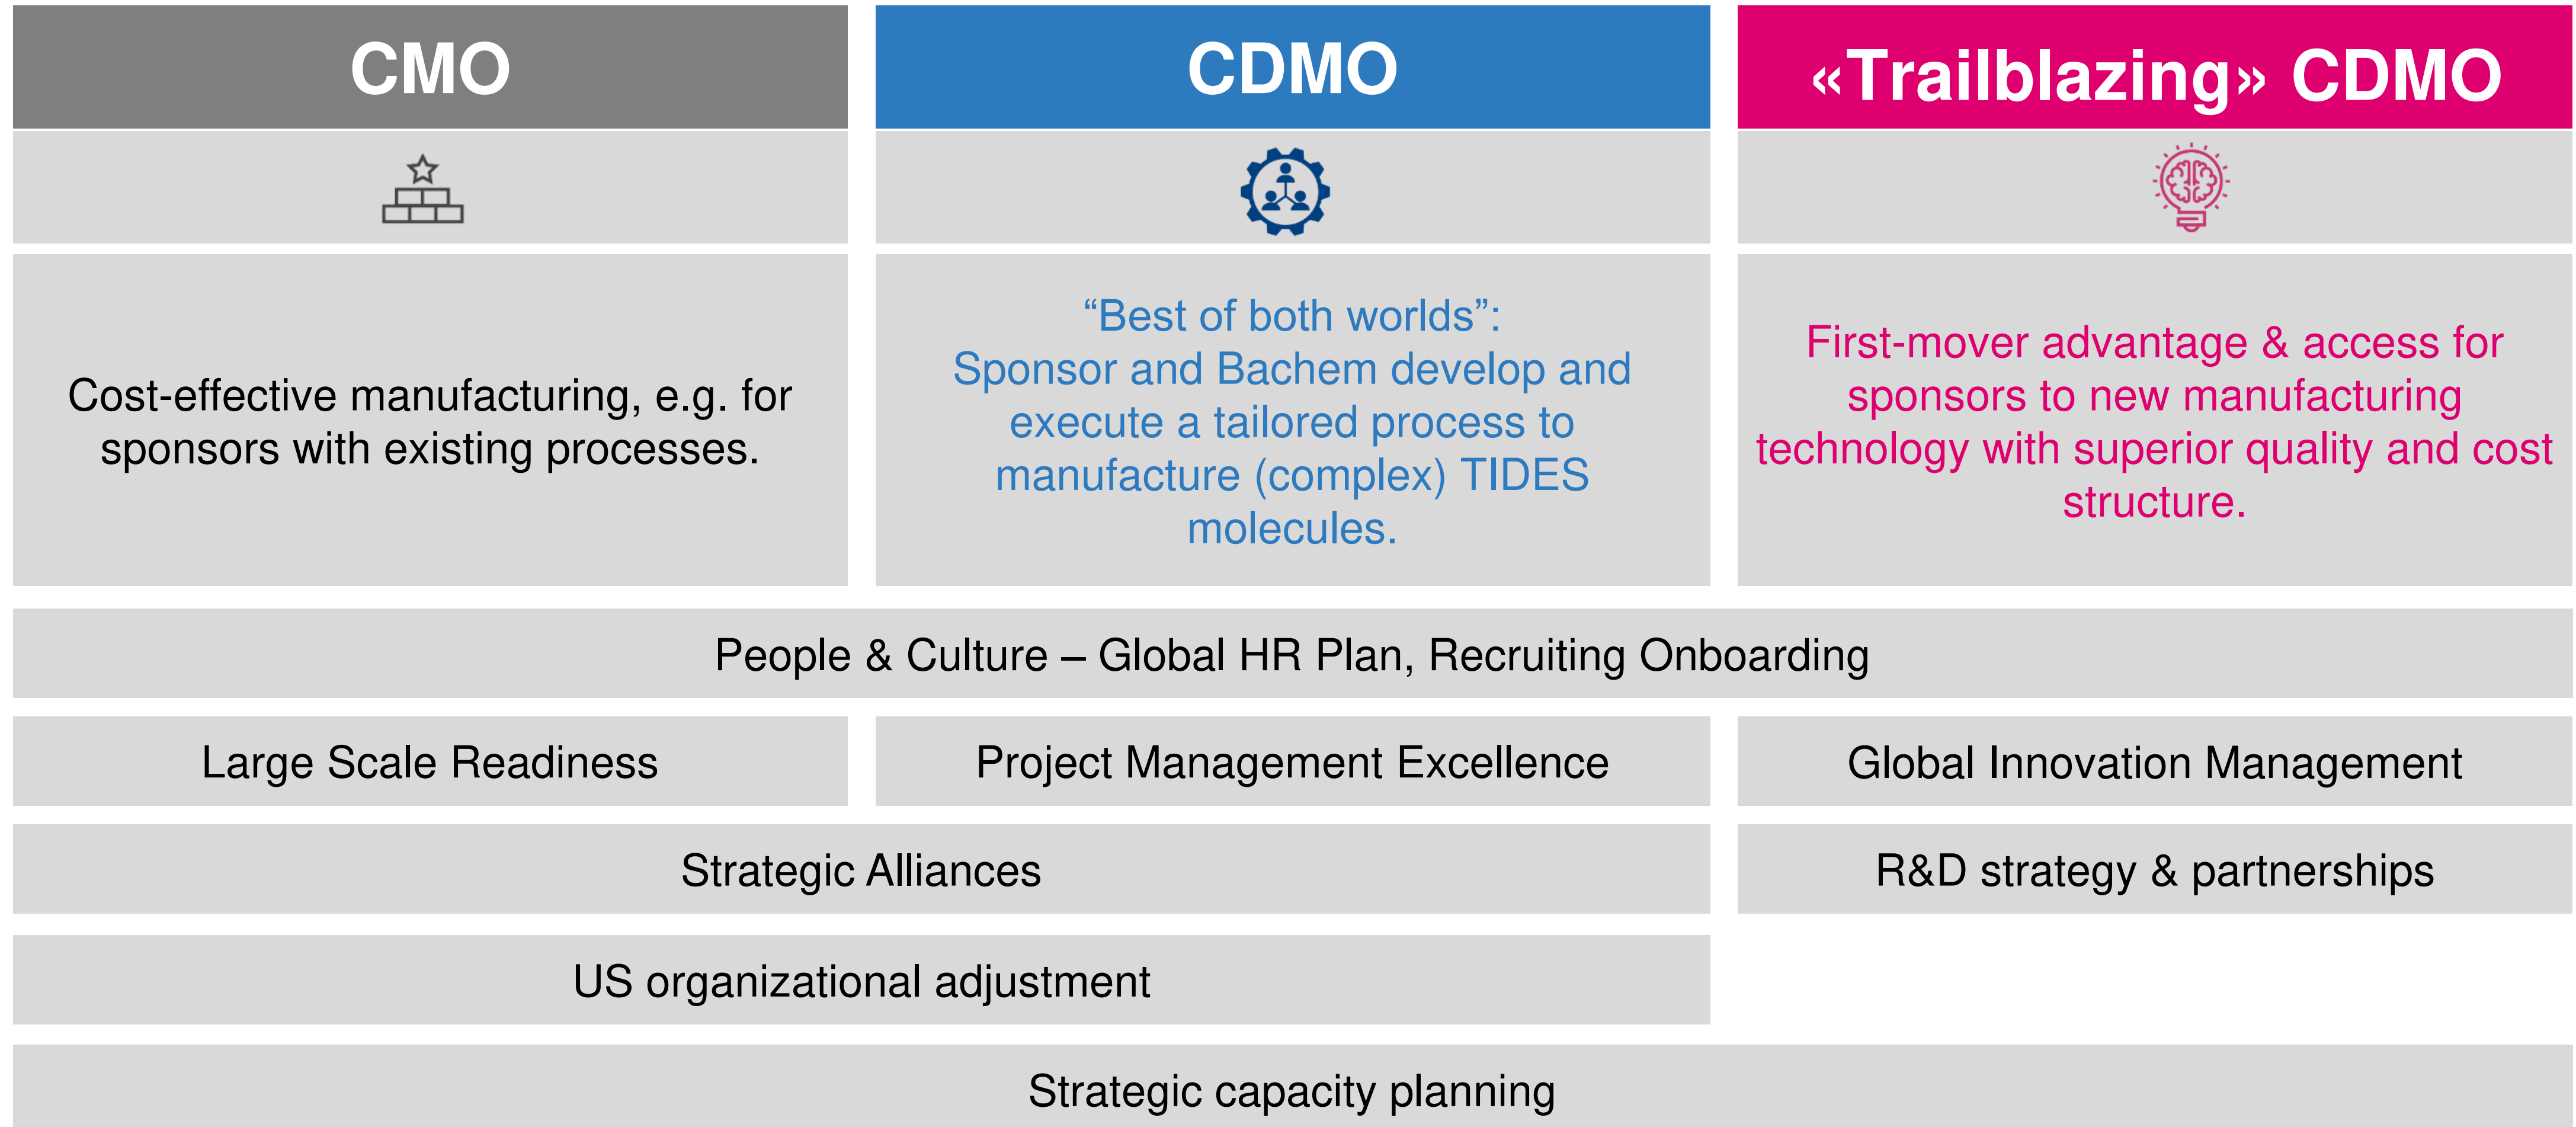 CMO
CDMO
«Trailblazing» CDMO
Cost-effective manufacturing, e.g. for
sponsors with existing processes.
“Best of both worlds”:
Sponsor and Bachem develop and
execute a tailored process to
manufacture (complex) TIDES
molecules.
First-mover advantage & access for
sponsors to new manufacturing
technology with superior quality and cost
structure.
People & Culture – Global HR Plan, Recruiting Onboarding
Large Scale Readiness
Project Management Excellence
Global Innovation Management
Strategic Alliances
R&D strategy & partnerships
US organizational adjustment
Strategic capacity planning